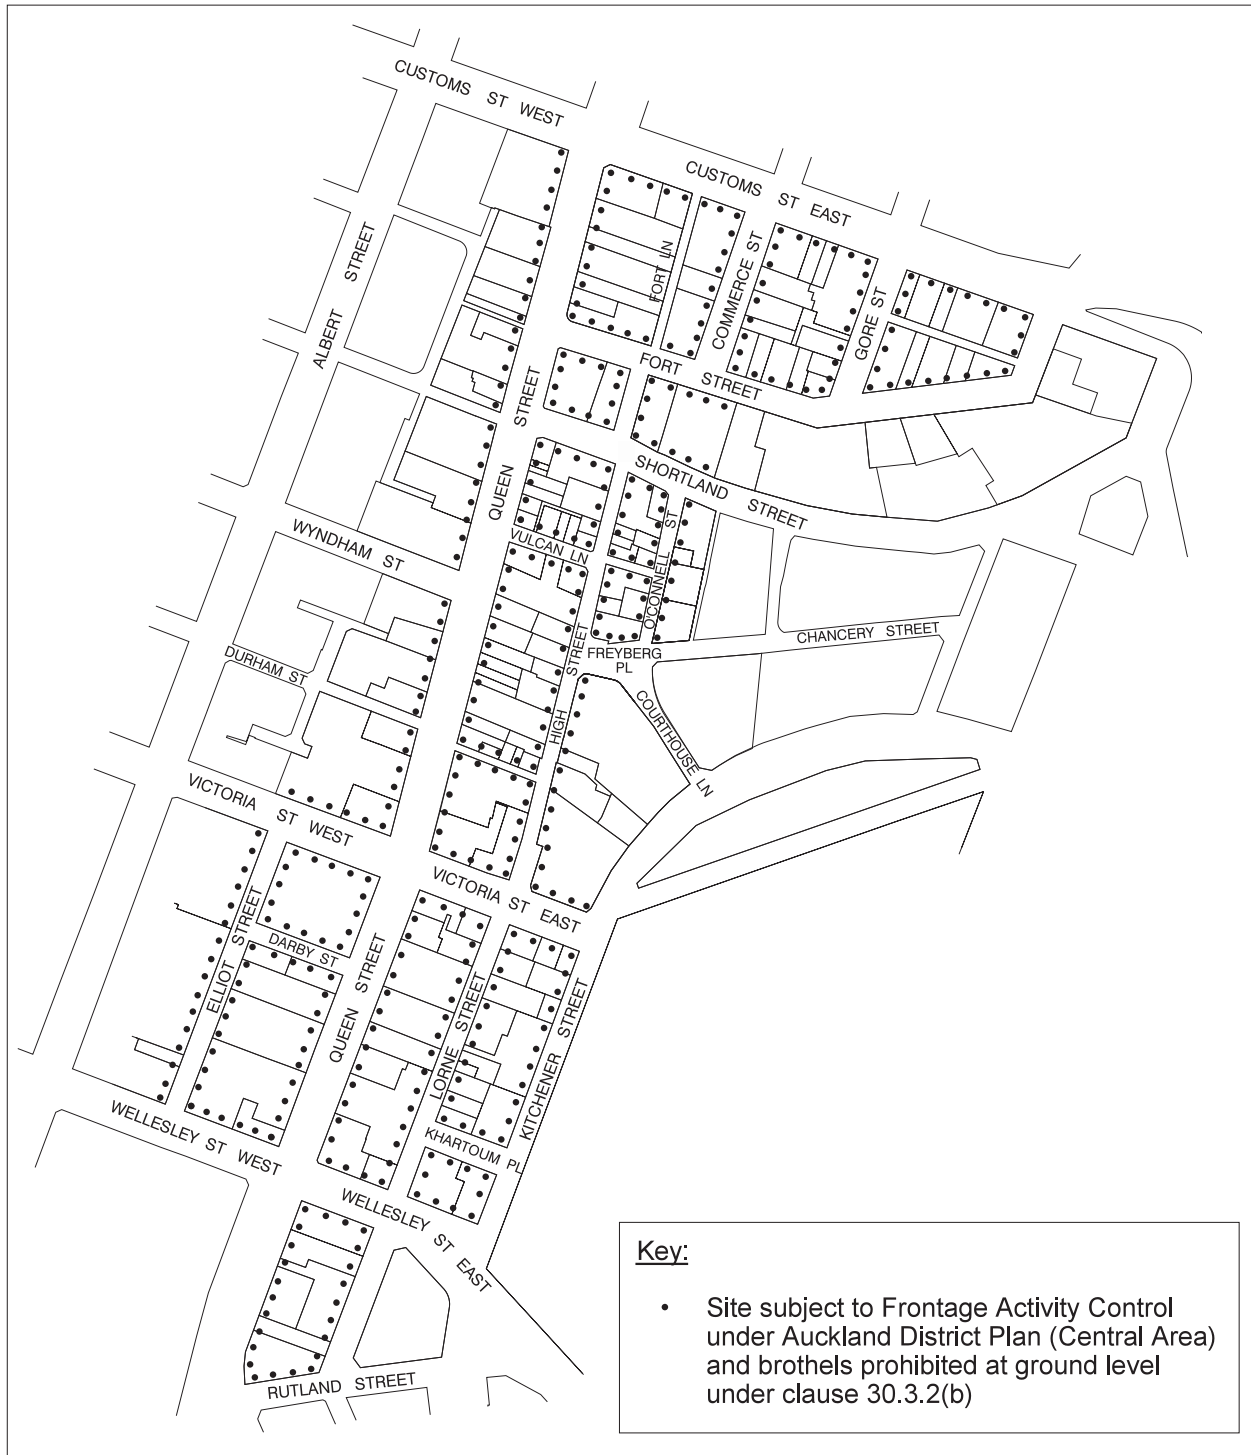 CUSTOMS ST WEST
CUSTOMS ST EAST
ALBERT STREET
FORT LN
COMMERCE ST
GORE ST
FORT STREET
QUEEN STREET
SHORTLAND STREET
WYNDHAM ST
VULCAN LN
O'CONNELL ST
CHANCERY STREET
FREYBERG
PL
HIGH STREET
COURTHOUSE LN
DURHAM ST
VICTORIA ST WEST
VICTORIA ST EAST
ELLIOT STREET
DARBY ST
QUEEN STREET
LORNE STREET
KITCHENER STREET
KHARTOUM PL
WELLESLEY ST WEST
WELLESLEY ST EAST
RUTLAND STREET
Key:
• Site subject to Frontage Activity Control
under Auckland District Plan (Central Area)
and brothels prohibited at ground level
under clause 30.3.2(b)